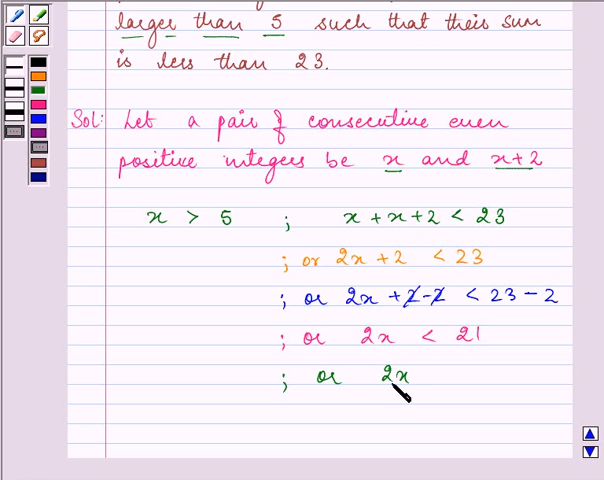 larger than 5 such that their sum
is less than 23.
Sol: Let a pair of consecutive even
positive integers be x and x+2
x > 5 ; x + x + 2 < 23
; or 2x + 2 < 23
; or 2x + 2 - 2 < 23 - 2
; or 2x < 21
; or 2x